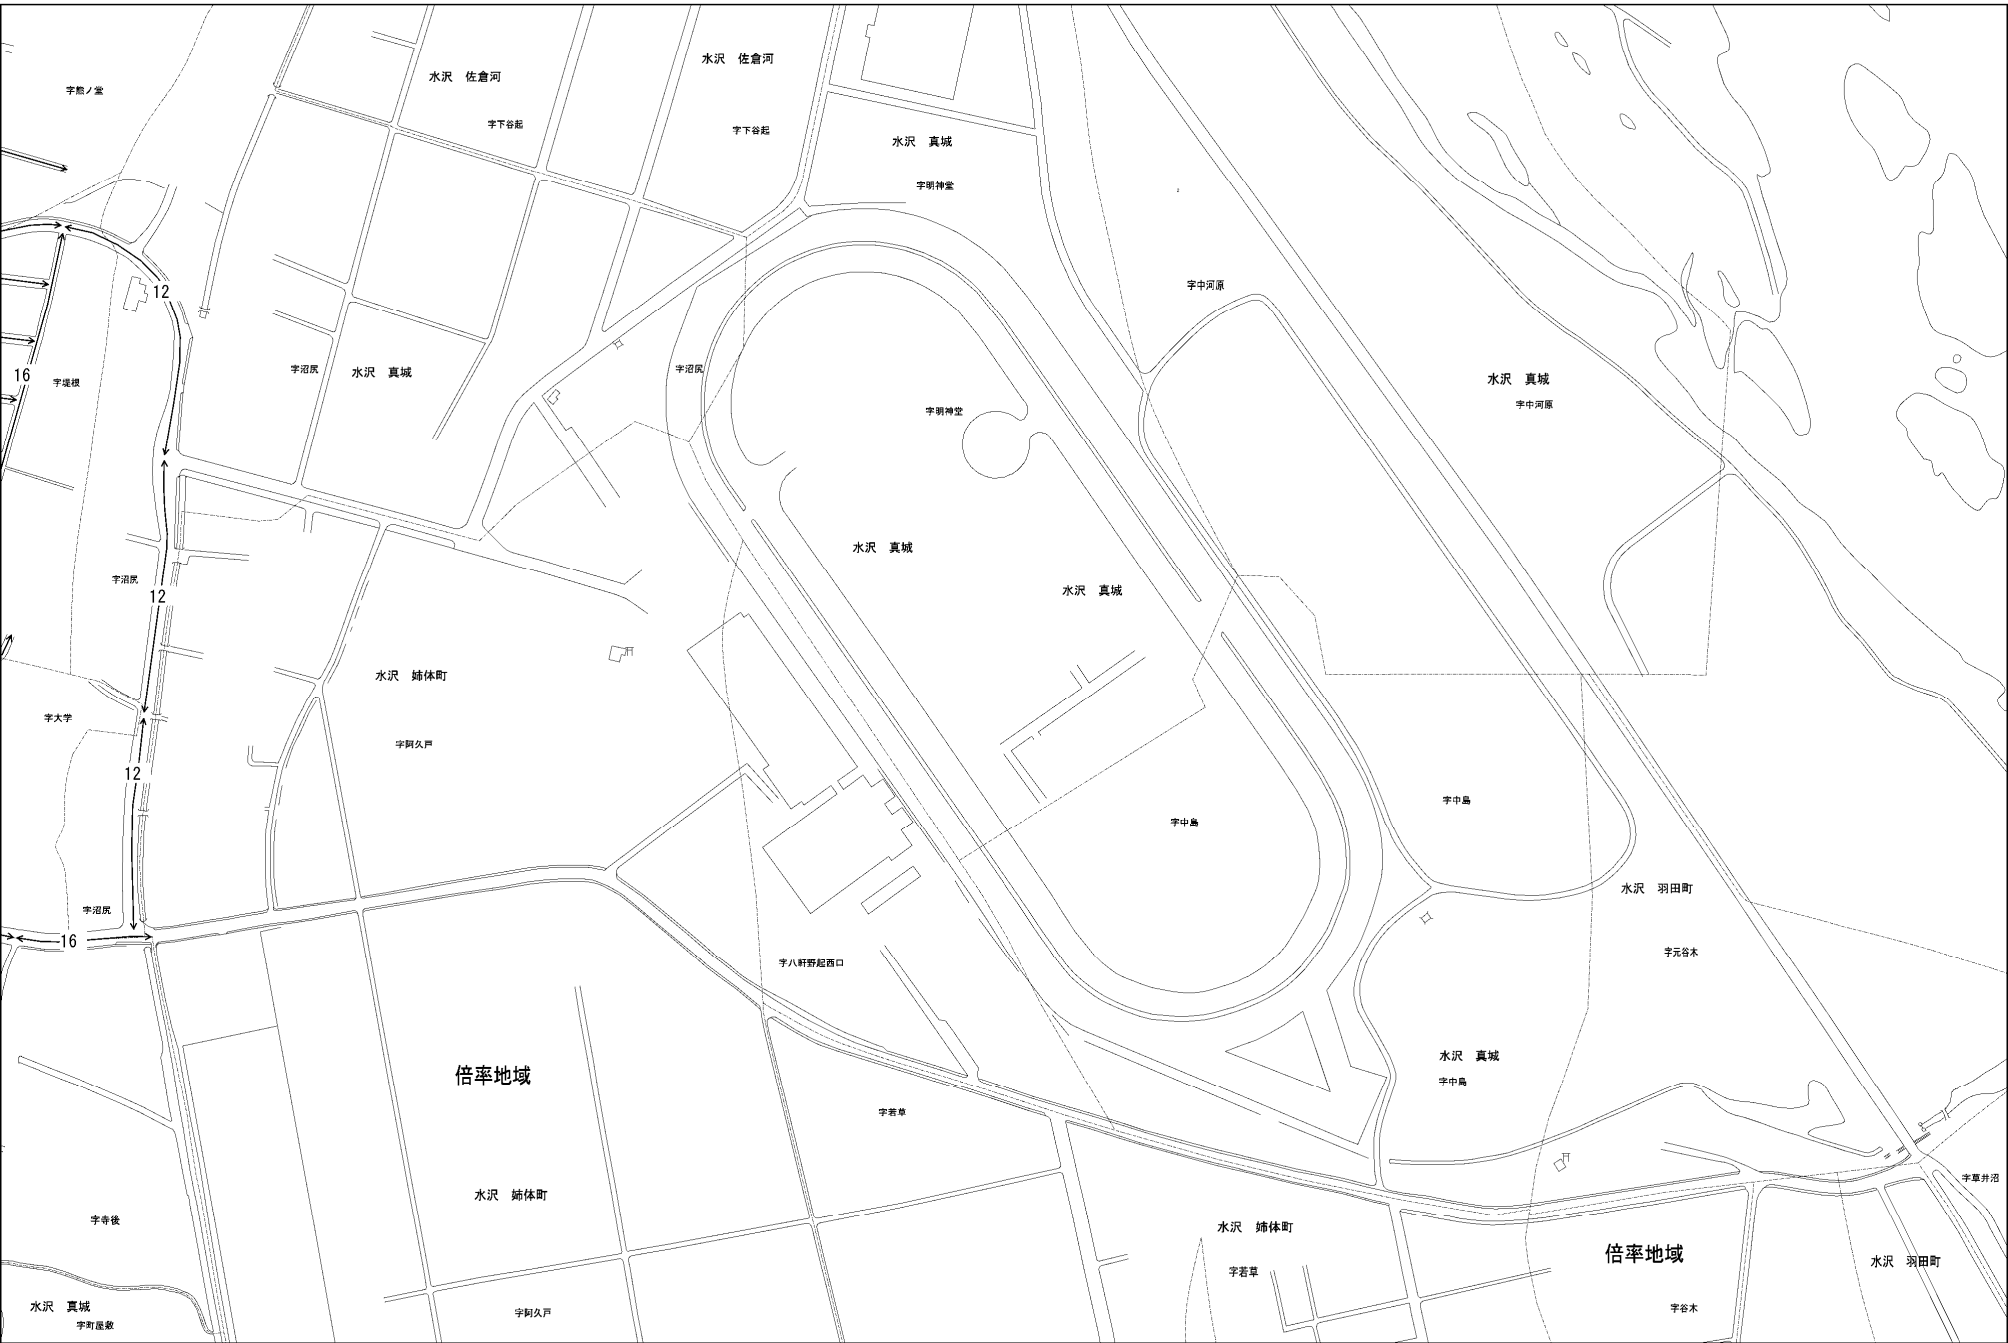 水沢　佐倉河
水沢　佐倉河
字熊ノ堂
字下谷起
字下谷起
水沢　真城
字明神堂
字中河原
12
16
字堤根
字沼尻
水沢　真城
字沼尻
水沢　真城
字中河原
字明神堂
水沢　真城
水沢　真城
字沼尻
12
水沢　姉体町
字大学
字阿久戸
12
字中島
字中島
水沢　羽田町
字沼尻
16
字元谷木
字八軒野起西口
水沢　真城
字中島
倍率地域
字若草
字草井沼
水沢　姉体町
字寺後
水沢　姉体町
倍率地域
水沢　羽田町
字若草
水沢　真城
字町屋敷
字阿久戸
字谷木